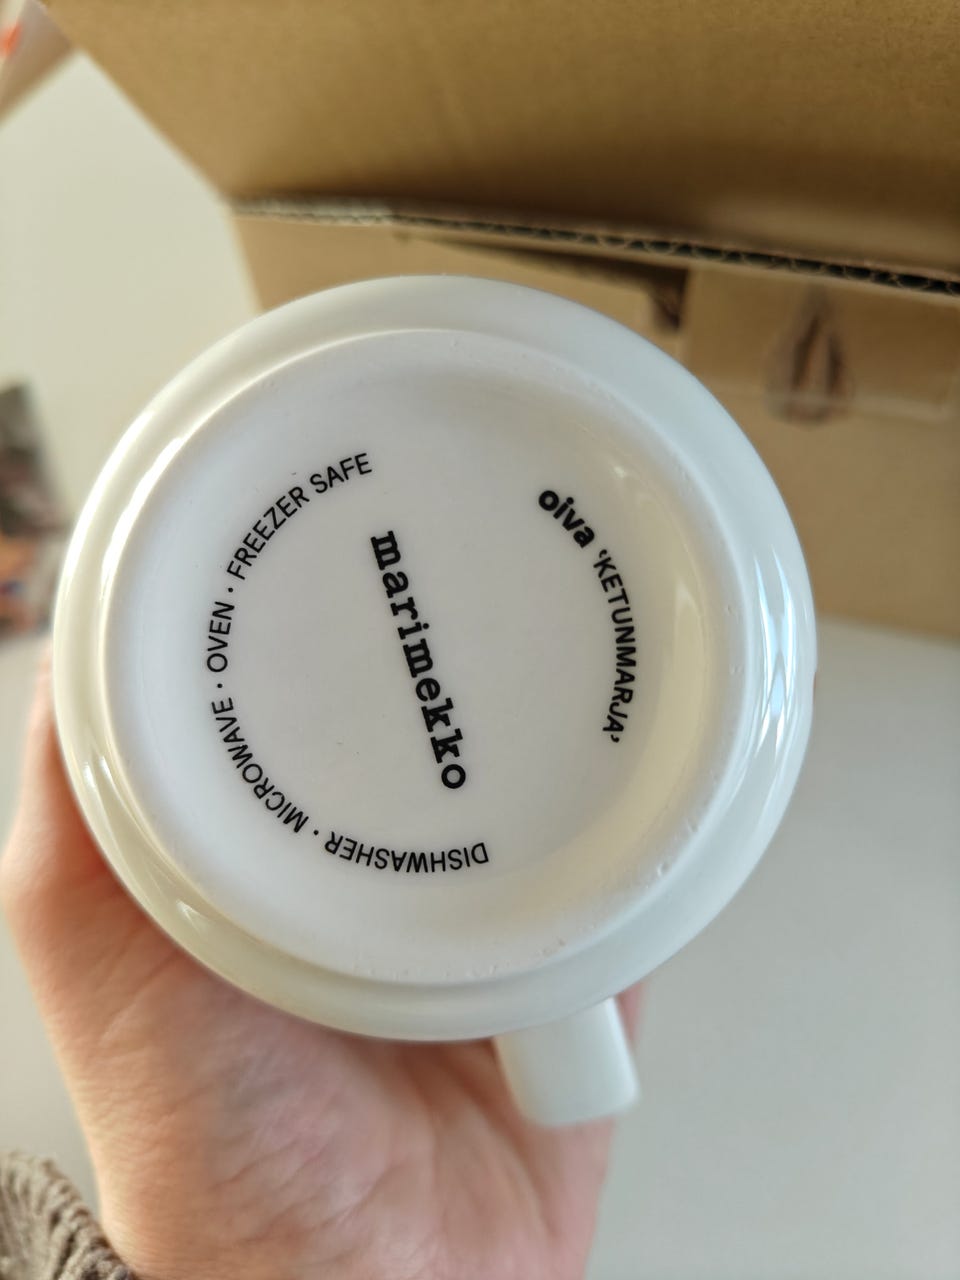 oiva ‘KETUNMARJA’
marimekko
DISHWASHER · MICROWAVE · OVEN · FREEZER SAFE